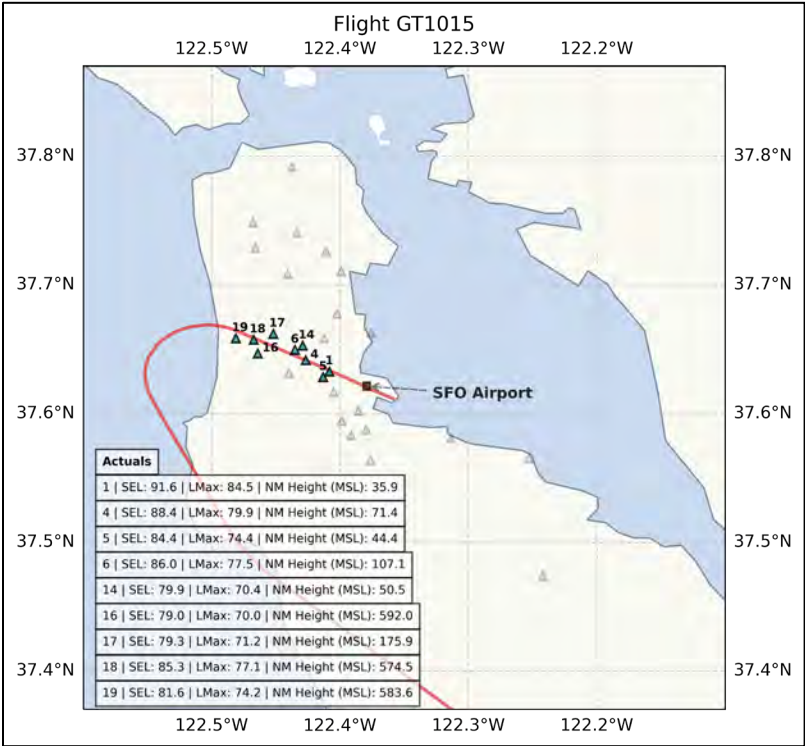 Flight GT1015
122.5°W 122.4°W 122.3°W 122.2°W
37.8°N 37.8°N
37.7°N 37.7°N
19 18 17 14
6
16 4
5 1
SFO Airport
37.6°N 37.6°N
Actuals
1 | SEL: 91.6 | LMax: 84.5 | NM Height (MSL): 35.9
4 | SEL: 88.4 | LMax: 79.9 | NM Height (MSL): 71.4
37.5°N 37.5°N
5 | SEL: 84.4 | LMax: 74.4 | NM Height (MSL): 44.4
6 | SEL: 86.0 | LMax: 77.5 | NM Height (MSL): 107.1
14 | SEL: 79.9 | LMax: 70.4 | NM Height (MSL): 50.5
16 | SEL: 79.0 | LMax: 70.0 | NM Height (MSL): 592.0
17 | SEL: 79.3 | LMax: 71.2 | NM Height (MSL): 175.9
37.4°N 37.4°N
18 | SEL: 85.3 | LMax: 77.1 | NM Height (MSL): 574.5
19 | SEL: 81.6 | LMax: 74.2 | NM Height (MSL): 583.6
122.5°W 122.4°W 122.3°W 122.2°W